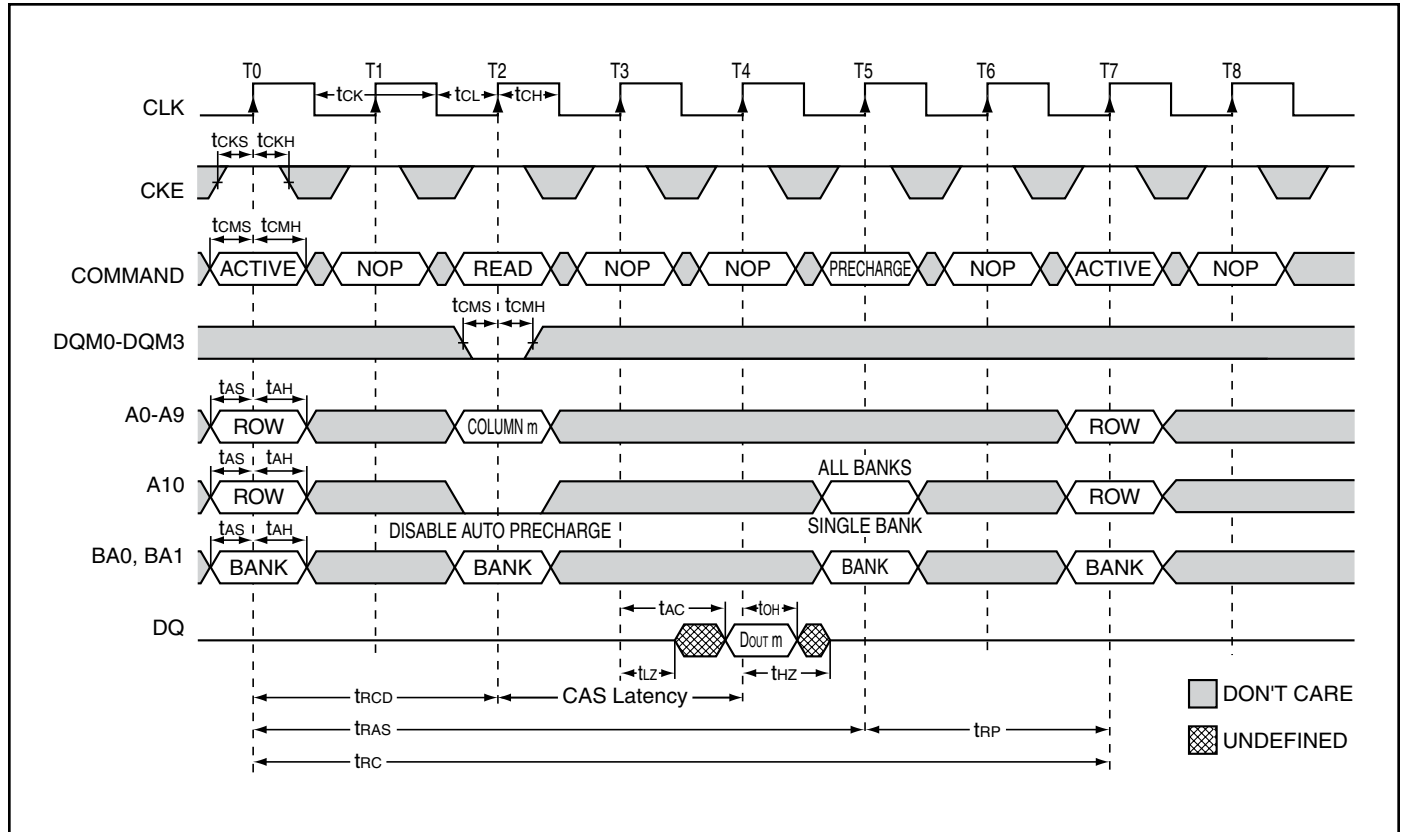 T0 T1 T2 T3 T4 T5 T6 T7 T8
CLK
tCK tCL tCH
tCKS tCKH
CKE
tCMS tCMH
COMMAND ACTIVE NOP READ NOP NOP PRECHARGE NOP ACTIVE NOP
tCMS tCMH
DQM0-DQM3
tAS tAH
A0-A9 ROW COLUMN m ROW
tAS tAH ALL BANKS
A10 ROW ROW
tAS tAH DISABLE AUTO PRECHARGE SINGLE BANK
BA0, BA1 BANK BANK BANK BANK
tAC tOH
DQ DOUT m
tLZ tHZ
tRCD CAS Latency
tRAS tRP
tRC
DON'T CARE
UNDEFINED